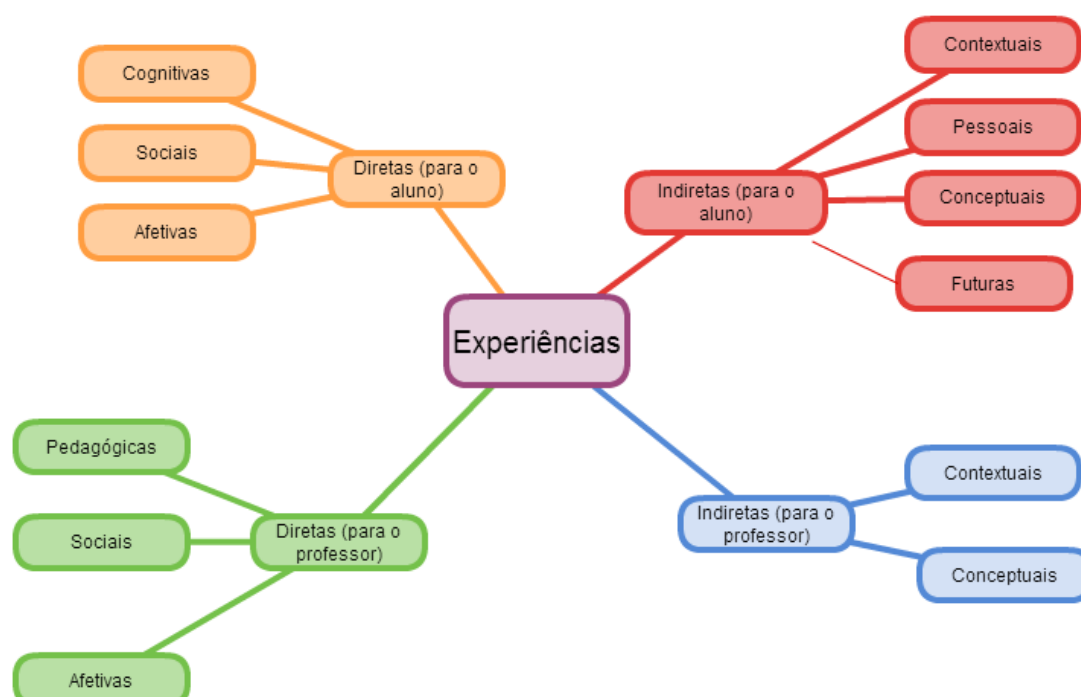 Cognitivas
Sociais
Afetivas
Diretas (para o
aluno)
Contextuais
Pessoais
Conceptuais
Futuras
Indiretas (para o
aluno)
Experiências
Pedagógicas
Sociais
Afetivas
Diretas (para o
professor)
Indiretas (para o
professor)
Contextuais
Conceptuais